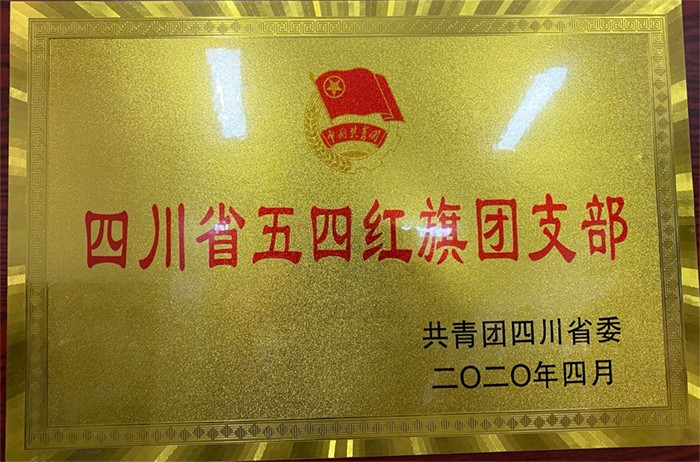 中国共青团
四川省五四红旗团支部
共青团四川省委
二〇二〇年四月